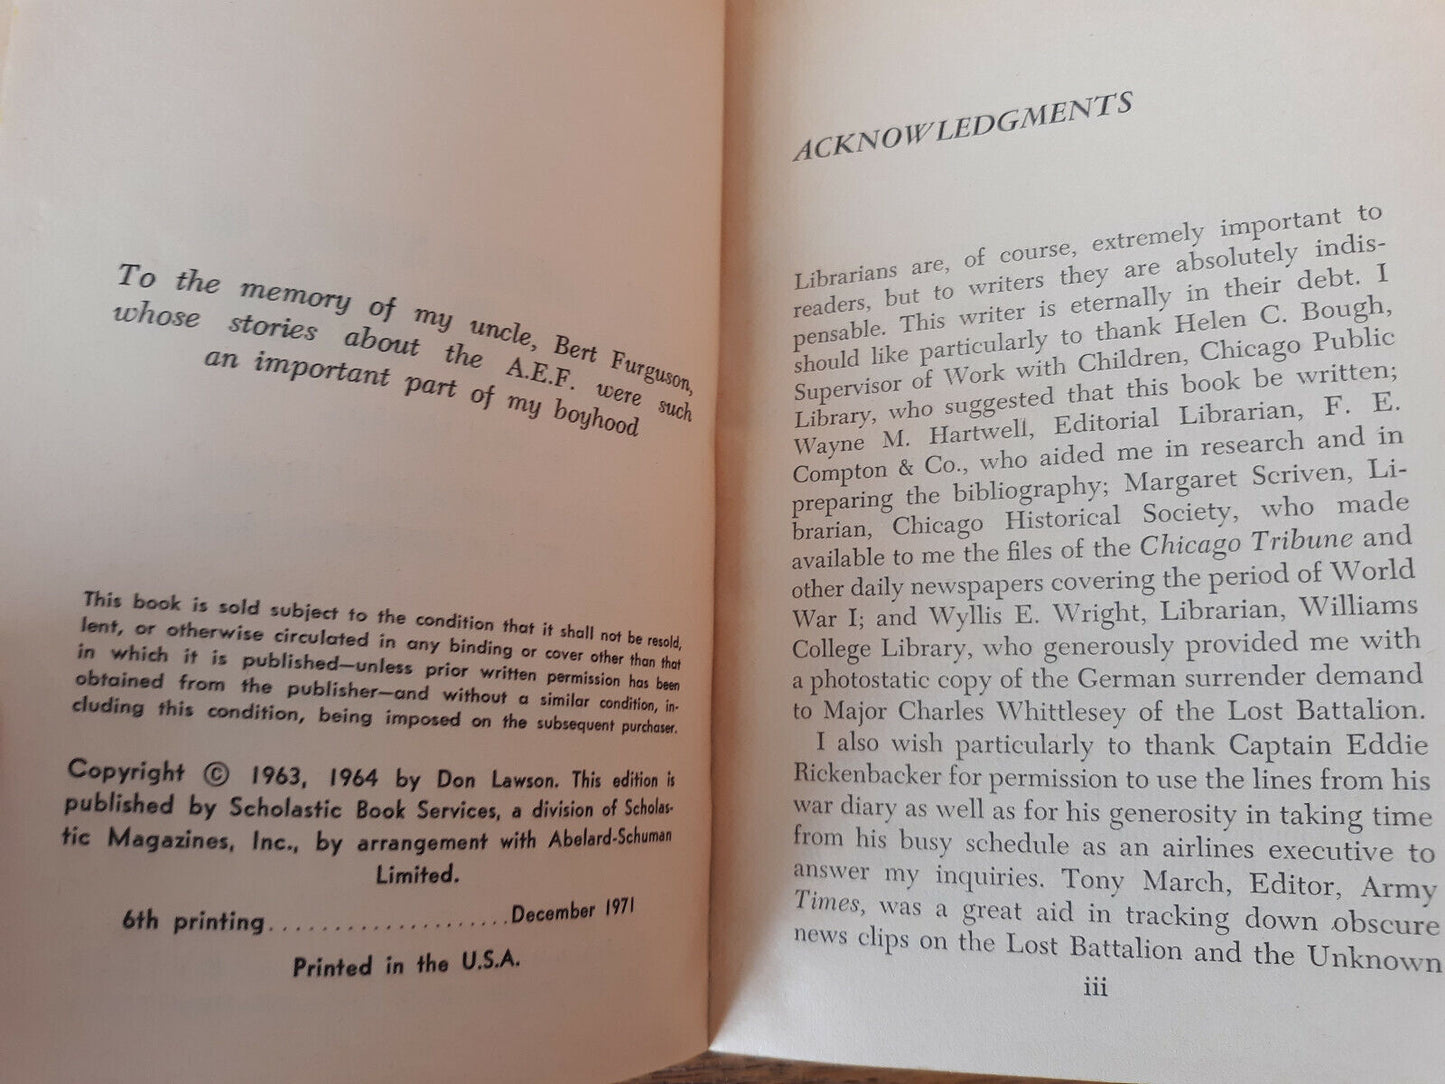 To the memory of my uncle, Bert Furguson,
whose stories about the A.E.F. were such
an important part of my boyhood
This book is sold subject to the condition that it shall not be resold,
lent, or otherwise circulated in any binding or cover other than that
in which it is published—unless prior written permission has been
obtained from the publisher—and without a similar condition, in-
cluding this condition, being imposed on the subsequent purchaser.
Copyright © 1963, 1964 by Don Lawson. This edition is
published by Scholastic Book Services, a division of Scholas-
tic Magazines, Inc., by arrangement with Abelard-Schuman
Limited.
6th printing.....................December 1971
Printed in the U.S.A.
ACKNOWLEDGMENTS
Librarians are, of course, extremely important to
readers, but to writers they are absolutely indis-
pensable. This writer is eternally in their debt. I
should like particularly to thank Helen C. Bough,
Supervisor of Work with Children, Chicago Public
Library, who suggested that this book be written;
Wayne M. Hartwell, Editorial Librarian, F. E.
Compton & Co., who aided me in research and in
preparing the bibliography; Margaret Scriven, Li-
brarian, Chicago Historical Society, who made
available to me the files of the Chicago Tribune and
other daily newspapers covering the period of World
War I; and Wyllis E. Wright, Librarian, Williams
College Library, who generously provided me with
a photostatic copy of the German surrender demand
to Major Charles Whittlesey of the Lost Battalion.
I also wish particularly to thank Captain Eddie
Rickenbacker for permission to use the lines from his
war diary as well as for his generosity in taking time
from his busy schedule as an airlines executive to
answer my inquiries. Tony March, Editor, Army
Times, was a great aid in tracking down obscure
news clips on the Lost Battalion and the Unknown
iii